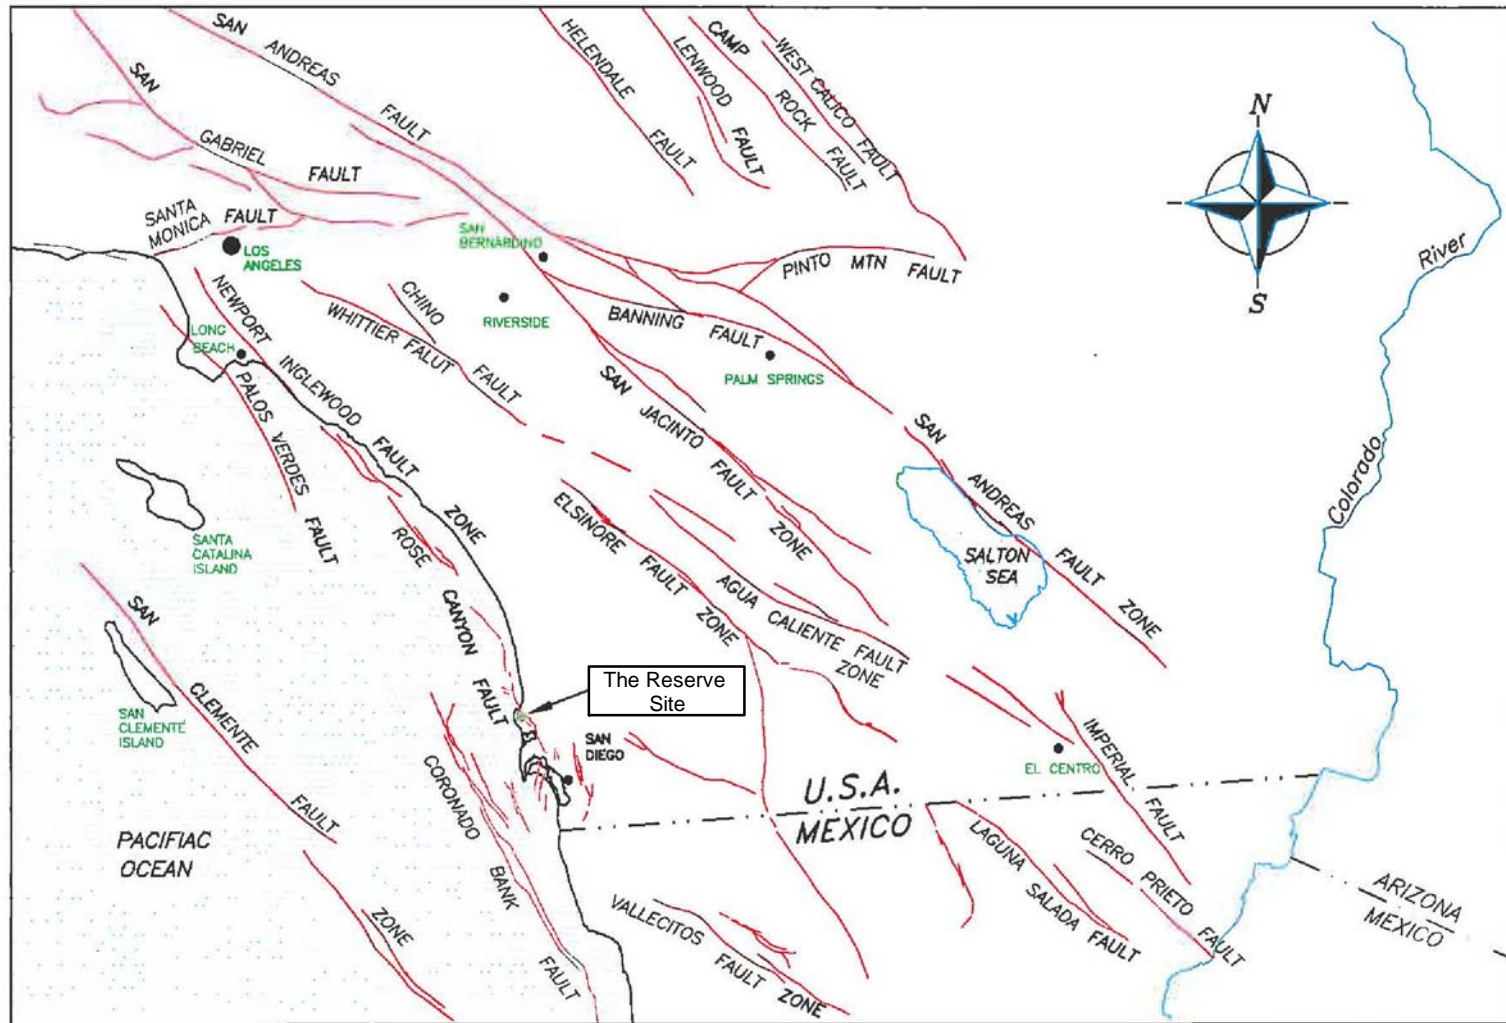 SAN ANDREAS FAULT
SAN GABRIEL FAULT
HELENDALE FAULT
LENWOOD FAULT
CAMP ROCK FAULT
WEST CALICO FAULT
N
S
SANTA
MONICA FAULT
LOS
ANGELES
SAN
BERNARDINO
PINTO MTN FAULT
River
Colorado
NEWPORT INGLEWOOD FAULT ZONE
LONG
BEACH
WHITTIER FALUT FAULT
CHINO
RIVERSIDE
BANNING FAULT
PALM SPRINGS
PALOS VERDES FAULT
SAN JACINTO FAULT ZONE
SAN ANDREAS FAULT ZONE
SALTON
SEA
SANTA
CATALINA
ISLAND
ROSE CANYON FAULT
ELSINORE FAULT ZONE
AGUA CALIENTE FAULT
ZONE
SAN CLEMENTE FAULT ZONE
SAN
CLEMENTE
ISLAND
The Reserve
Site
SAN
DIEGO
CORONADO BANK FAULT
EL CENTRO
IMPERIAL FAULT
U.S.A.
MEXICO
PACIFIAC
OCEAN
LAGUNA SALADA FAULT
CERRO PRIETO FAULT
VALLECITOS FAULT ZONE
ARIZONA
MEXICO